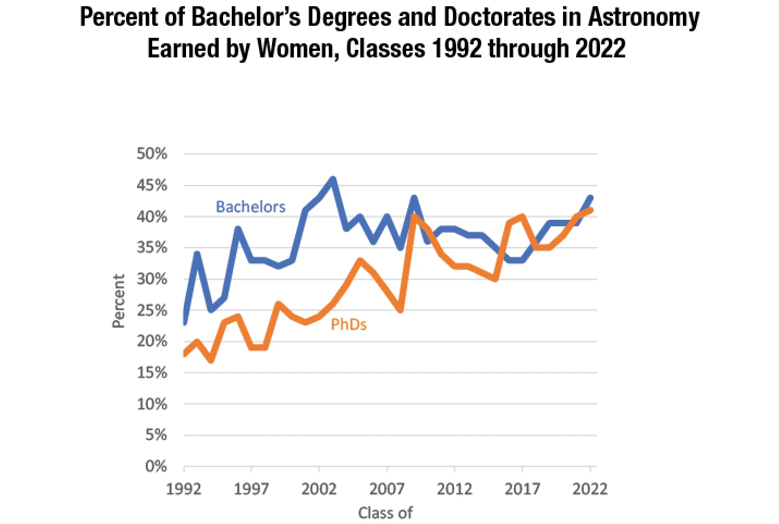 Percent of Bachelor’s Degrees and Doctorates in Astronomy
Earned by Women, Classes 1992 through 2022
50%
45%
40%
35%
30%
25%
20%
15%
10%
5%
0%
Percent
Bachelors
PhDs
1992 1997 2002 2007 2012 2017 2022
Class of